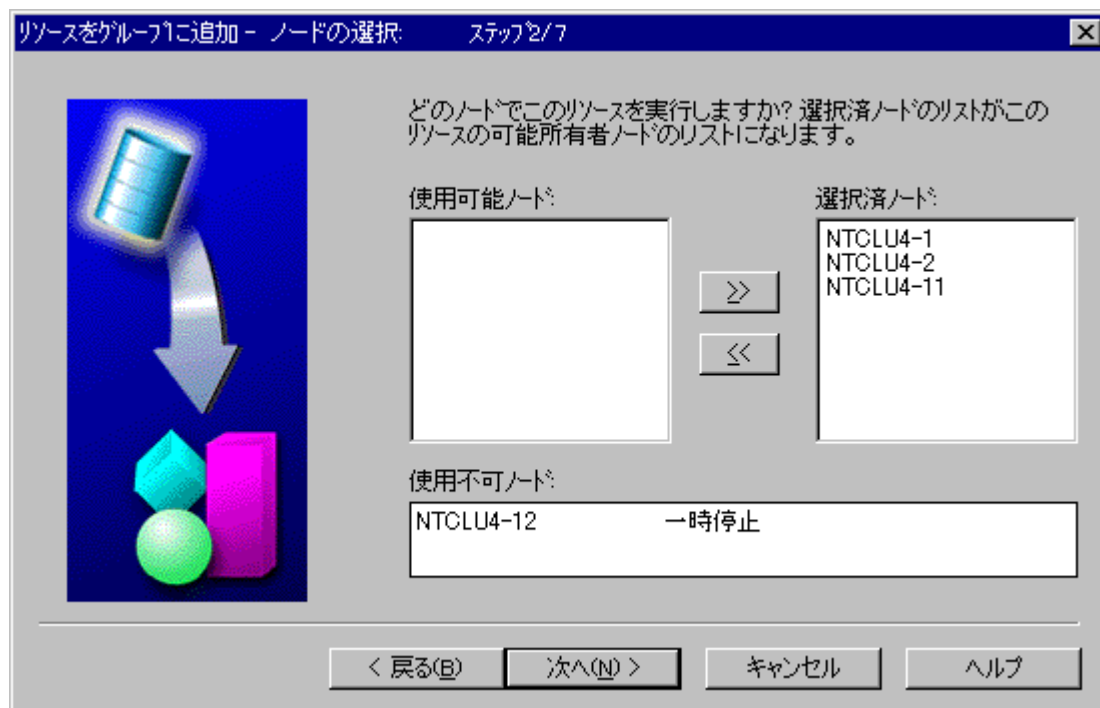 リソースをグループに追加 - ノードの選択: ステップ2/7
どのノードでこのリソースを実行しますか? 選択済ノードのリストがこの
リソースの可能所有者ノードのリストになります。
使用可能ノード:
選択済ノード:
NTCLU4-1
NTCLU4-2
NTCLU4-11
>>
<<
使用不可ノード:
NTCLU4-12 一時停止
< 戻る(B)
次へ(N) >
キャンセル
ヘルプ